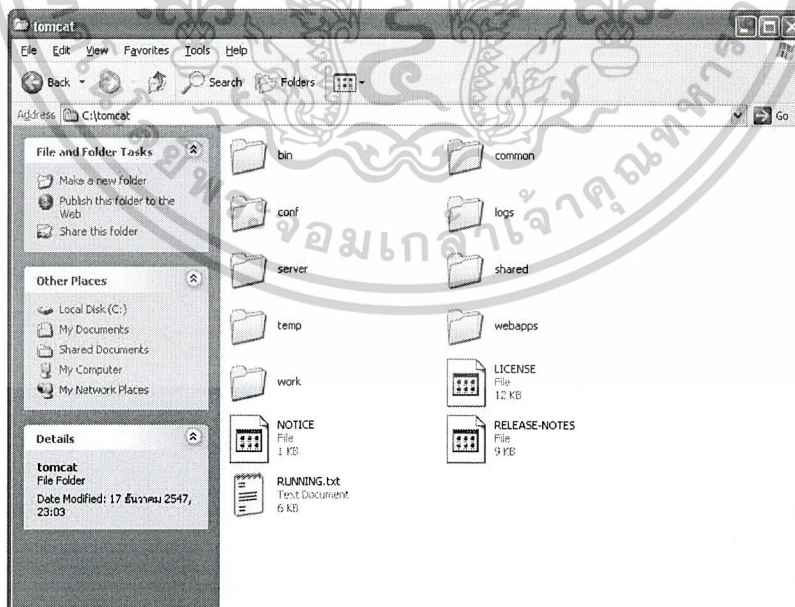 tomcat
File Edit View Favorites Tools Help
Back Search Folders
Address C:\tomcat Go
File and Folder Tasks
Make a new folder
Publish this folder to the
Web
Share this folder
Other Places
Local Disk (C:)
My Documents
Shared Documents
My Computer
My Network Places
Details
tomcat
File Folder
Date Modified: 17 ธันวาคม 2547,
23:03
bin
common
conf
logs
server
shared
temp
webapps
work
LICENSE
File
12 KB
NOTICE
File
1 KB
RELEASE-NOTES
File
9 KB
RUNNING.txt
Text Document
6 KB